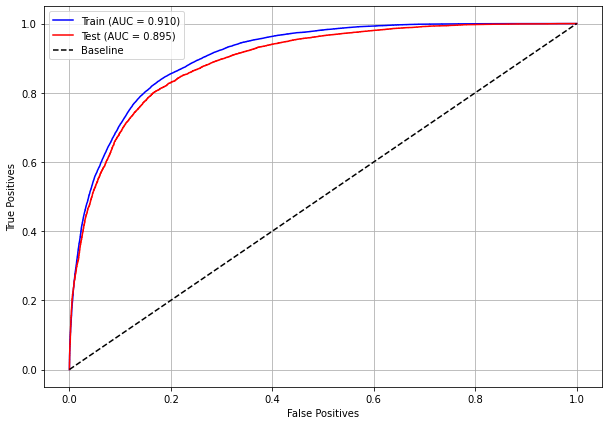 Train (AUC = 0.910)
Test (AUC = 0.895)
Baseline
True Positives
1.0
0.8
0.6
0.4
0.2
0.0
0.0 0.2 0.4 0.6 0.8 1.0
False Positives